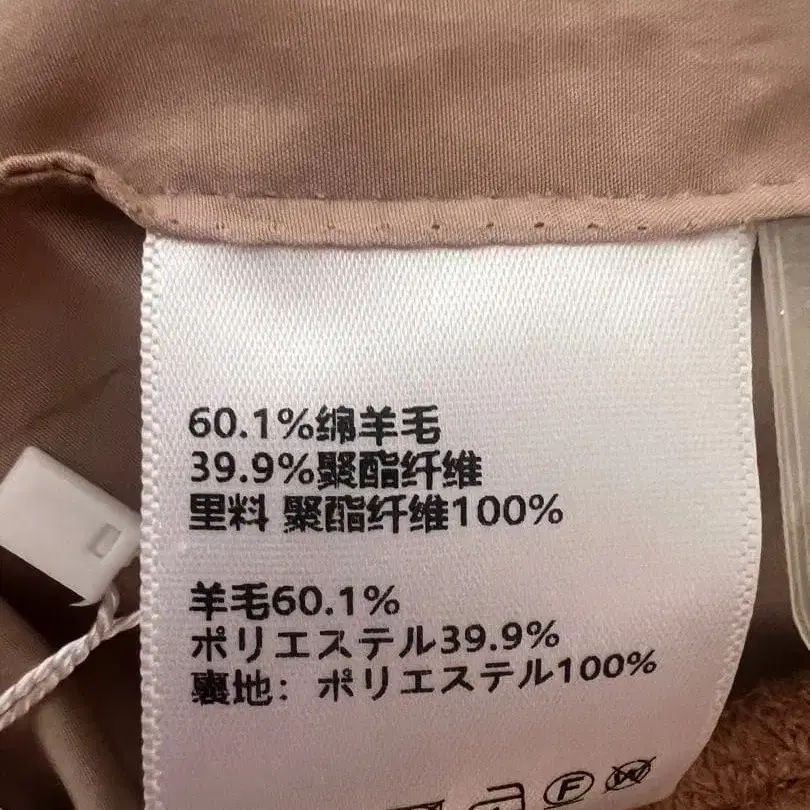 60.1%绵羊毛
39.9%聚酯纤维
里料 聚酯纤维100%
羊毛60.1%
ポリエステル39.9%
裏地：ポリエステル100%
F W